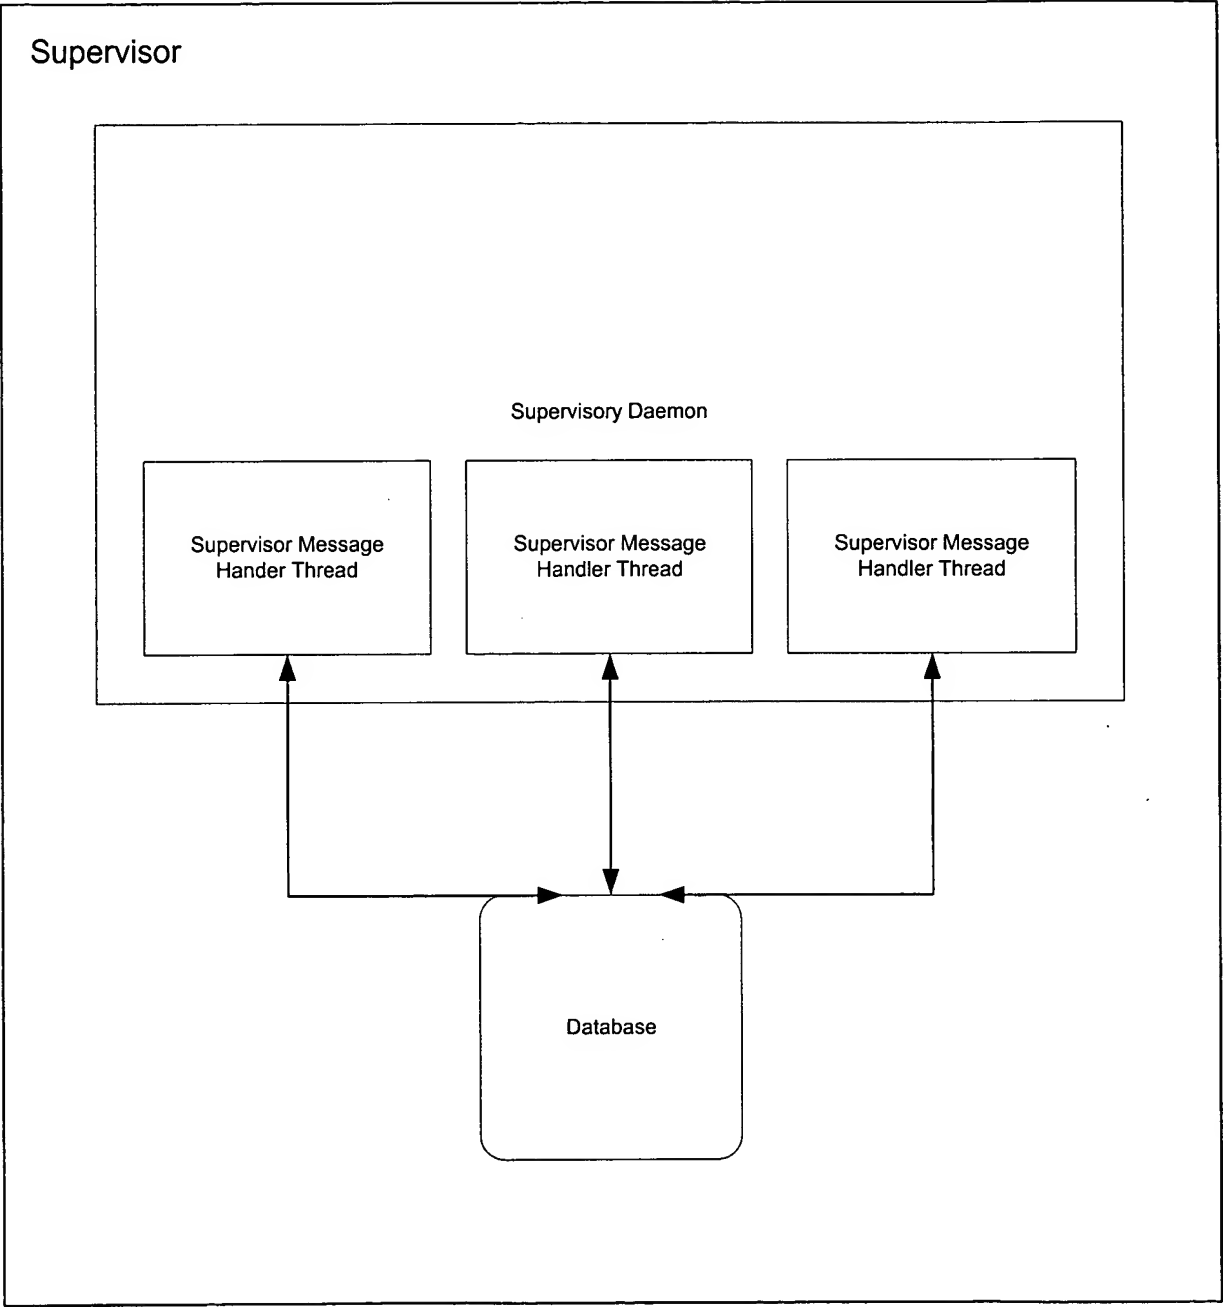 Supervisor
Supervisory Daemon
Supervisor Message
Hander Thread
Supervisor Message
Handler Thread
Supervisor Message
Handler Thread
Database